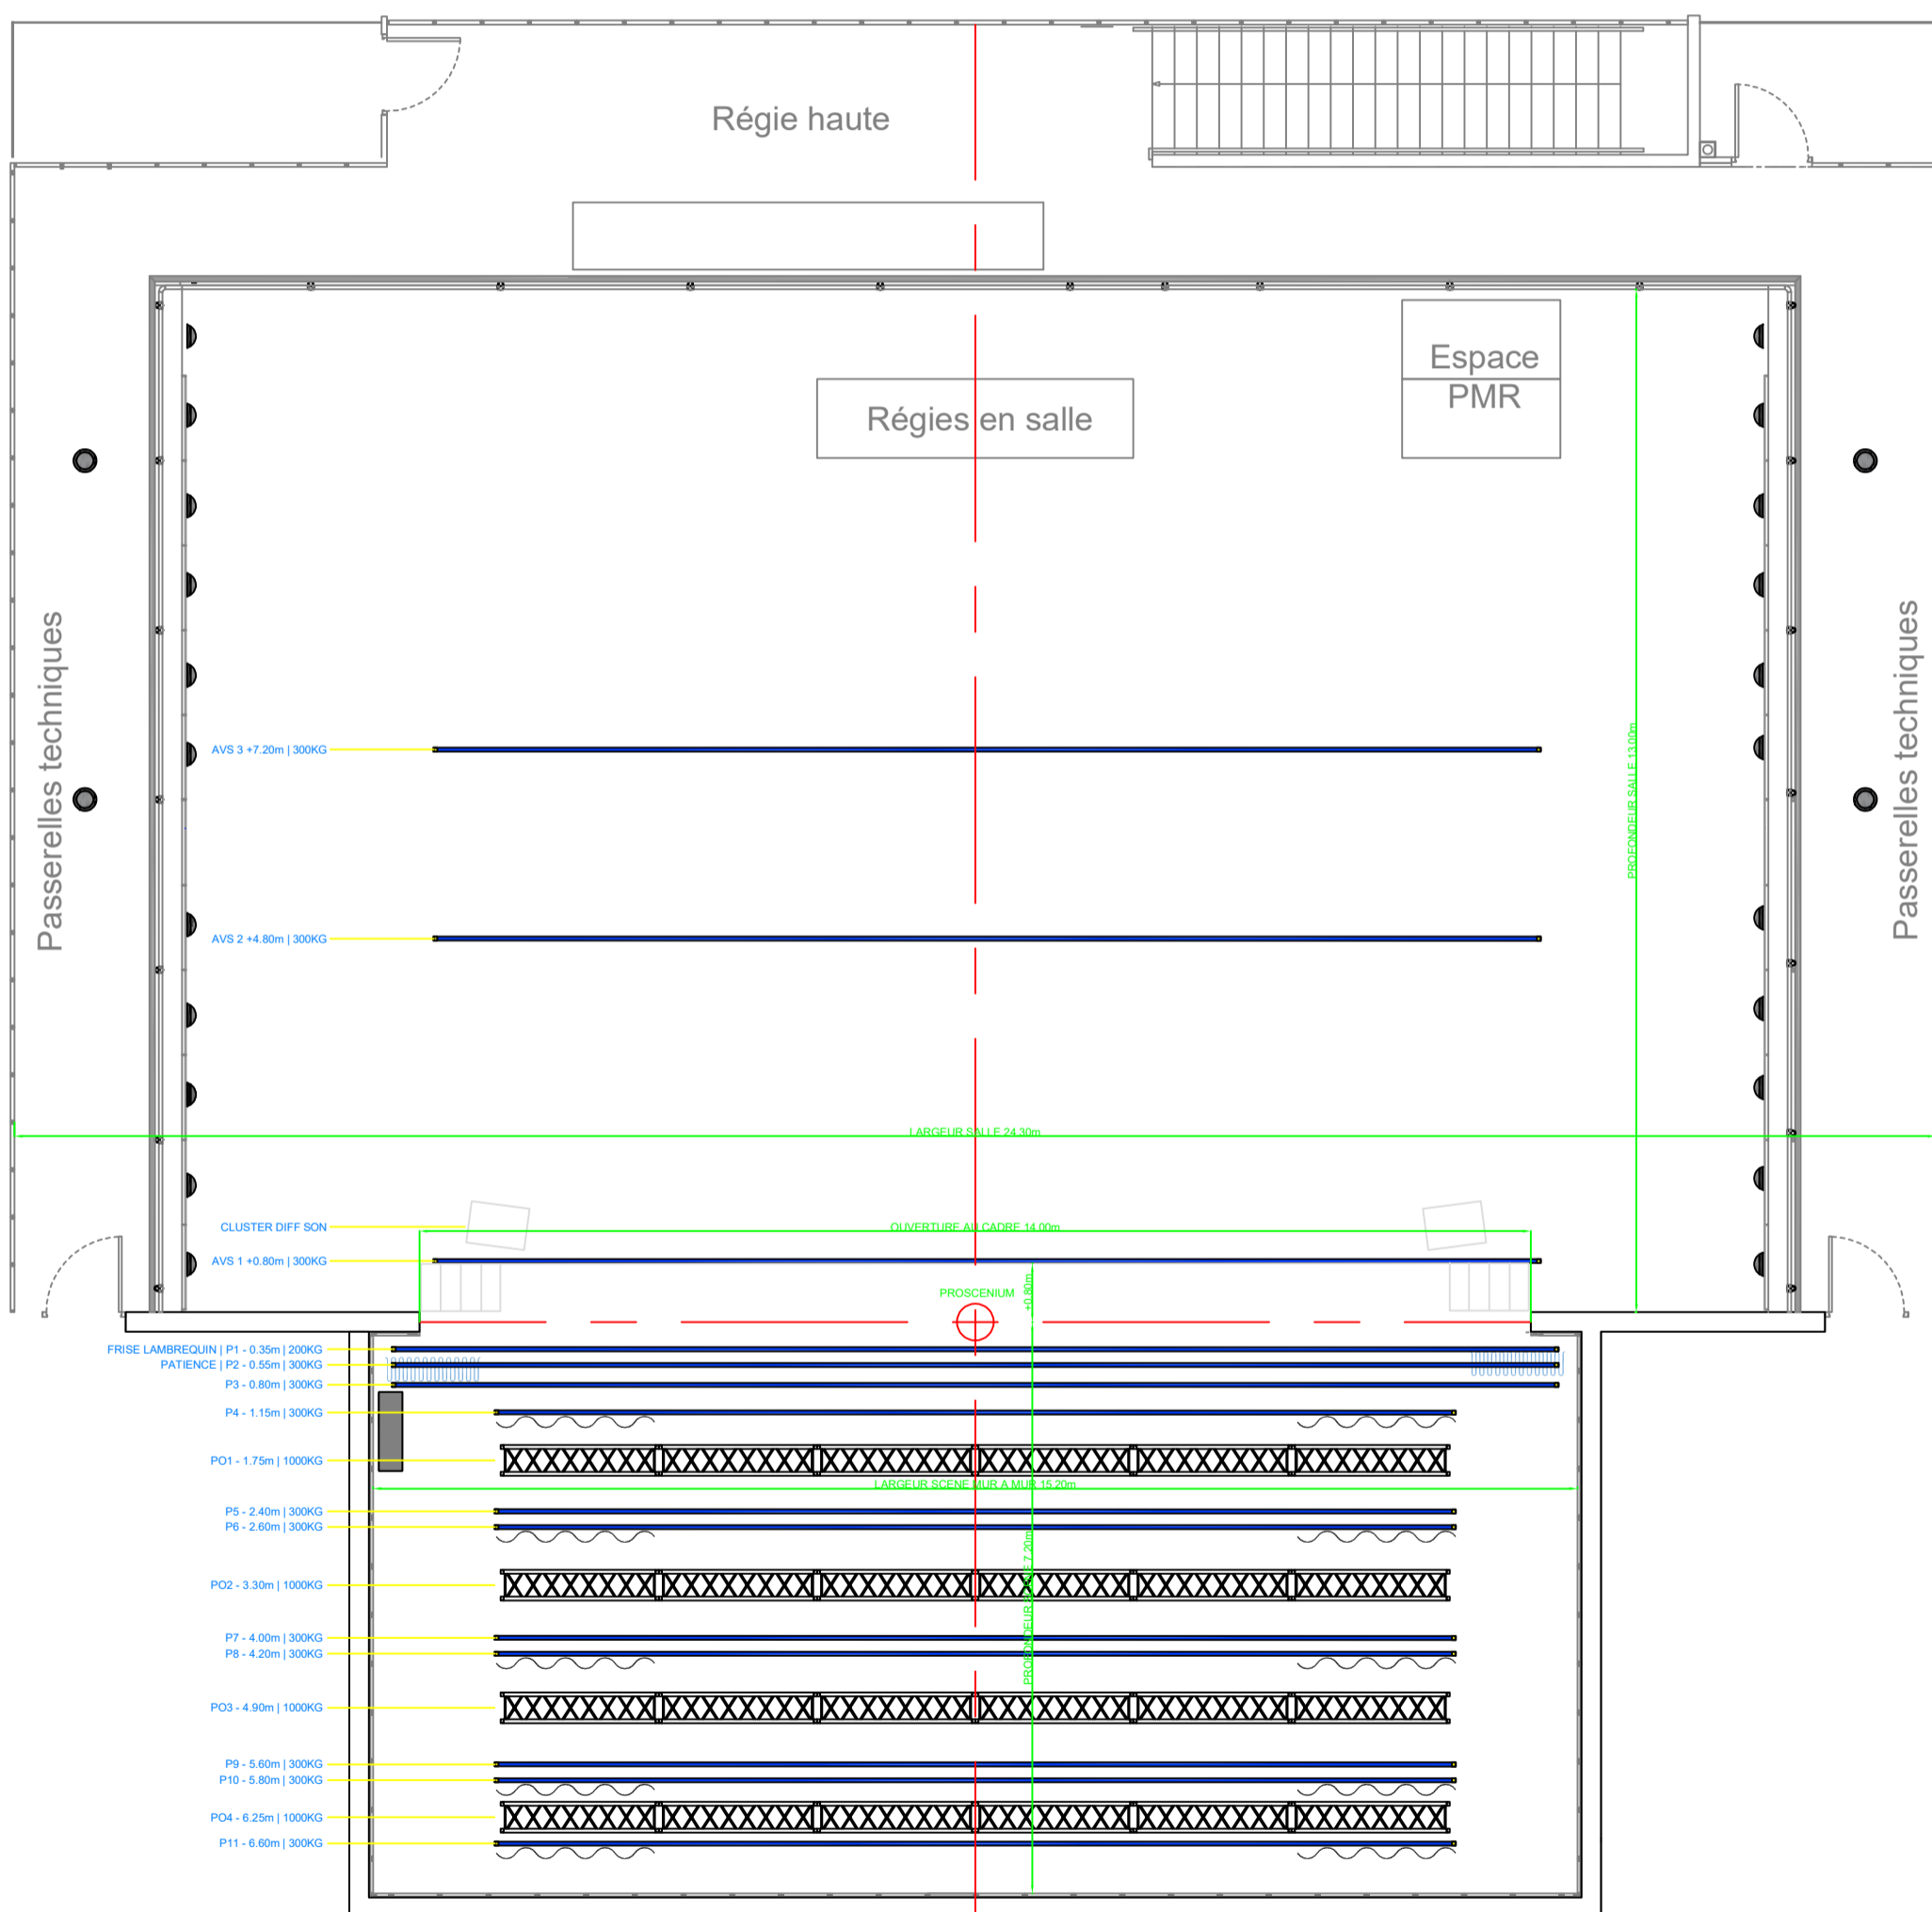 Régie haute
Espace
PMR
Régies en salle
Passerelles techniques
Passserelles techniques
AVS 3 +7.20m | 300KG
PROFONDEUR SALLE 13.00m
AVS 2 +4.80m | 300KG
LARGEUR SALLE 24.30m
CLUSTER DIFF SON
OUVERTURE AU CADRE 14.00m
AVS 1 +0.80m | 300KG
PROSCENIUM
+0.80m
FRISE LAMBREQUIN | P1 - 0.35m | 200KG
PATIENCE | P2 - 0.55m | 300KG
P3 - 0.80m | 300KG
P4 - 1.15m | 300KG
PO1 - 1.75m | 1000KG
LARGEUR SCENE MUR A MUR 15.20m
P5 - 2.40m | 300KG
P6 - 2.60m | 300KG
PROFONDEUR SCENE 7.20m
PO2 - 3.30m | 1000KG
P7 - 4.00m | 300KG
P8 - 4.20m | 300KG
PO3 - 4.90m | 1000KG
P9 - 5.60m | 300KG
P10 - 5.80m | 300KG
PO4 - 6.25m | 1000KG
P11 - 6.60m | 300KG